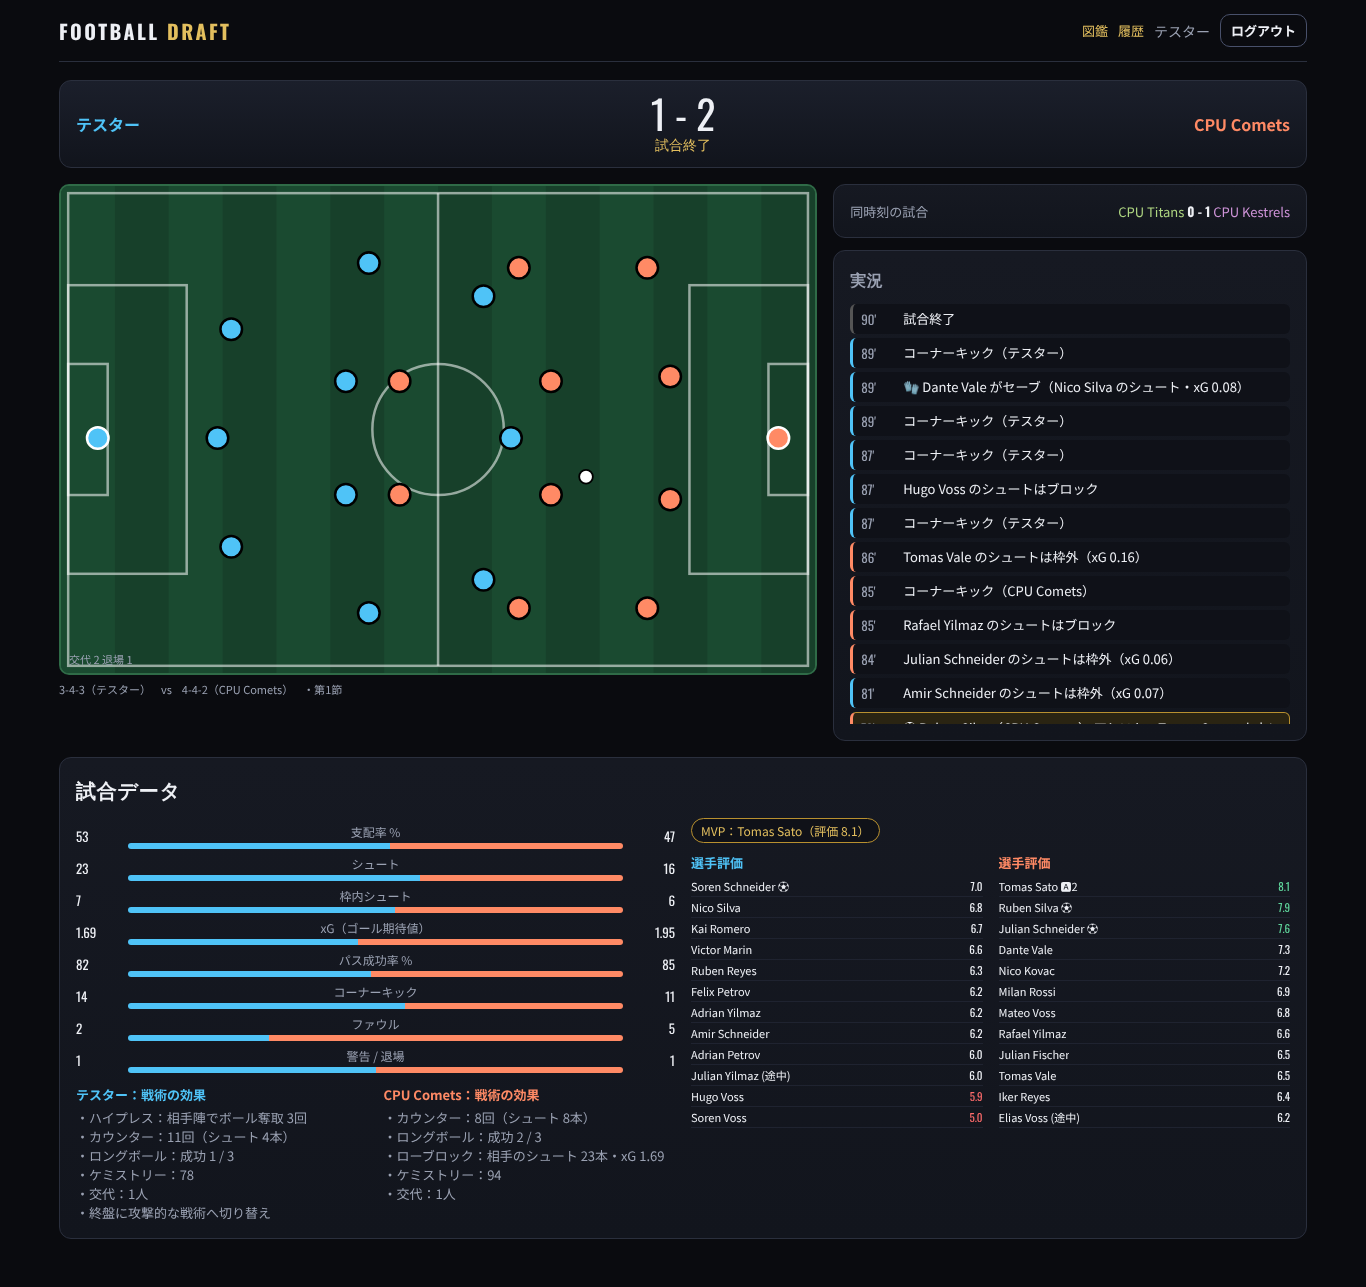 FOOTBALL DRAFT
図鑑 履歴 テスター ログアウト
テスター
1 - 2
試合終了
CPU Comets
交代 2 退場 1
3-4-3（テスター） vs 4-4-2（CPU Comets） ・第1節
同時刻の試合
CPU Titans 0 - 1 CPU Kestrels
実況
90' 試合終了
89' コーナーキック（テスター）
89' 🧤 Dante Vale がセーブ（Nico Silva のシュート・xG 0.08）
89' コーナーキック（テスター）
87' コーナーキック（テスター）
87' Hugo Voss のシュートはブロック
87' コーナーキック（テスター）
86' Tomas Vale のシュートは枠外（xG 0.16）
85' コーナーキック（CPU Comets）
85' Rafael Yilmaz のシュートはブロック
84' Julian Schneider のシュートは枠外（xG 0.06）
81' Amir Schneider のシュートは枠外（xG 0.07）
試合データ
53 支配率 % 47
23 シュート 16
7 枠内シュート 6
1.69 xG（ゴール期待値） 1.95
82 パス成功率 % 85
14 コーナーキック 11
2 ファウル 5
1 警告 / 退場 1
テスター：戦術の効果
・ハイプレス：相手陣でボール奪取 3回
・カウンター：11回（シュート 4本）
・ロングボール：成功 1 / 3
・ケミストリー：78
・交代：1人
・終盤に攻撃的な戦術へ切り替え
CPU Comets：戦術の効果
・カウンター：8回（シュート 8本）
・ロングボール：成功 2 / 3
・ローブロック：相手のシュート 23本・xG 1.69
・ケミストリー：94
・交代：1人
MVP：Tomas Sato（評価 8.1）
選手評価
Soren Schneider ⚽ 7.0
Nico Silva 6.8
Kai Romero 6.7
Victor Marin 6.6
Ruben Reyes 6.3
Felix Petrov 6.2
Adrian Yilmaz 6.2
Amir Schneider 6.2
Adrian Petrov 6.0
Julian Yilmaz (途中) 6.0
Hugo Voss 5.9
Soren Voss 5.0
選手評価
Tomas Sato 🅰2 8.1
Ruben Silva ⚽ 7.9
Julian Schneider ⚽ 7.6
Dante Vale 7.3
Nico Kovac 7.2
Milan Rossi 6.9
Mateo Voss 6.8
Rafael Yilmaz 6.6
Julian Fischer 6.5
Tomas Vale 6.5
Iker Reyes 6.4
Elias Voss (途中) 6.2